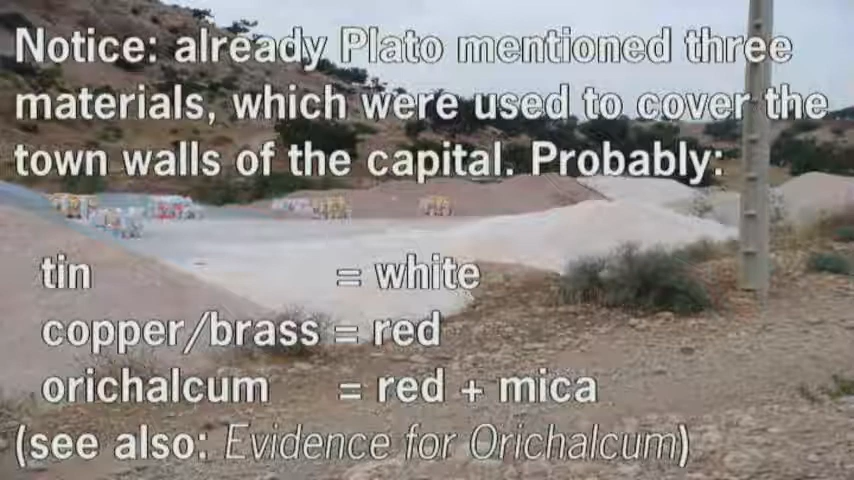 Notice: already Plato mentioned three
materials, which were used to cover the
town walls of the capital. Probably:
tin = white
copper/brass = red
orichalcum = red + mica
(see also: Evidence for Orichalcum)